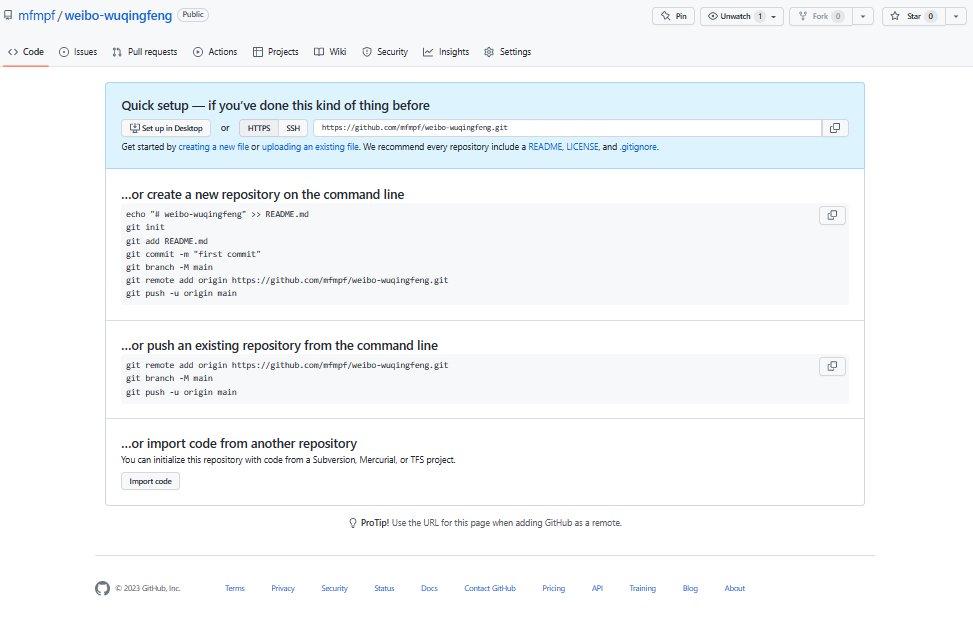 mfmpf / weibo-wuqingfeng Public Pin Unwatch 1 Fork 0 Star 0
Code Issues Pull requests Actions Projects Wiki Security Insights Settings
Quick setup — if you've done this kind of thing before
Set up in Desktop or HTTPS SSH https://github.com/mfmpf/weibo-wuqingfeng.git
Get started by creating a new file or uploading an existing file. We recommend every repository include a README, LICENSE, and .gitignore.
...or create a new repository on the command line
echo "# weibo-wuqingfeng" >> README.md
git init
git add README.md
git commit -m "first commit"
git branch -M main
git remote add origin https://github.com/mfmpf/weibo-wuqingfeng.git
git push -u origin main
...or push an existing repository from the command line
git remote add origin https://github.com/mfmpf/weibo-wuqingfeng.git
git branch -M main
git push -u origin main
...or import code from another repository
You can initialize this repository with code from a Subversion, Mercurial, or TFS project.
Import code
ProTip! Use the URL for this page when adding GitHub as a remote.
© 2023 GitHub, Inc. Terms Privacy Security Status Docs Contact GitHub Pricing API Training Blog About